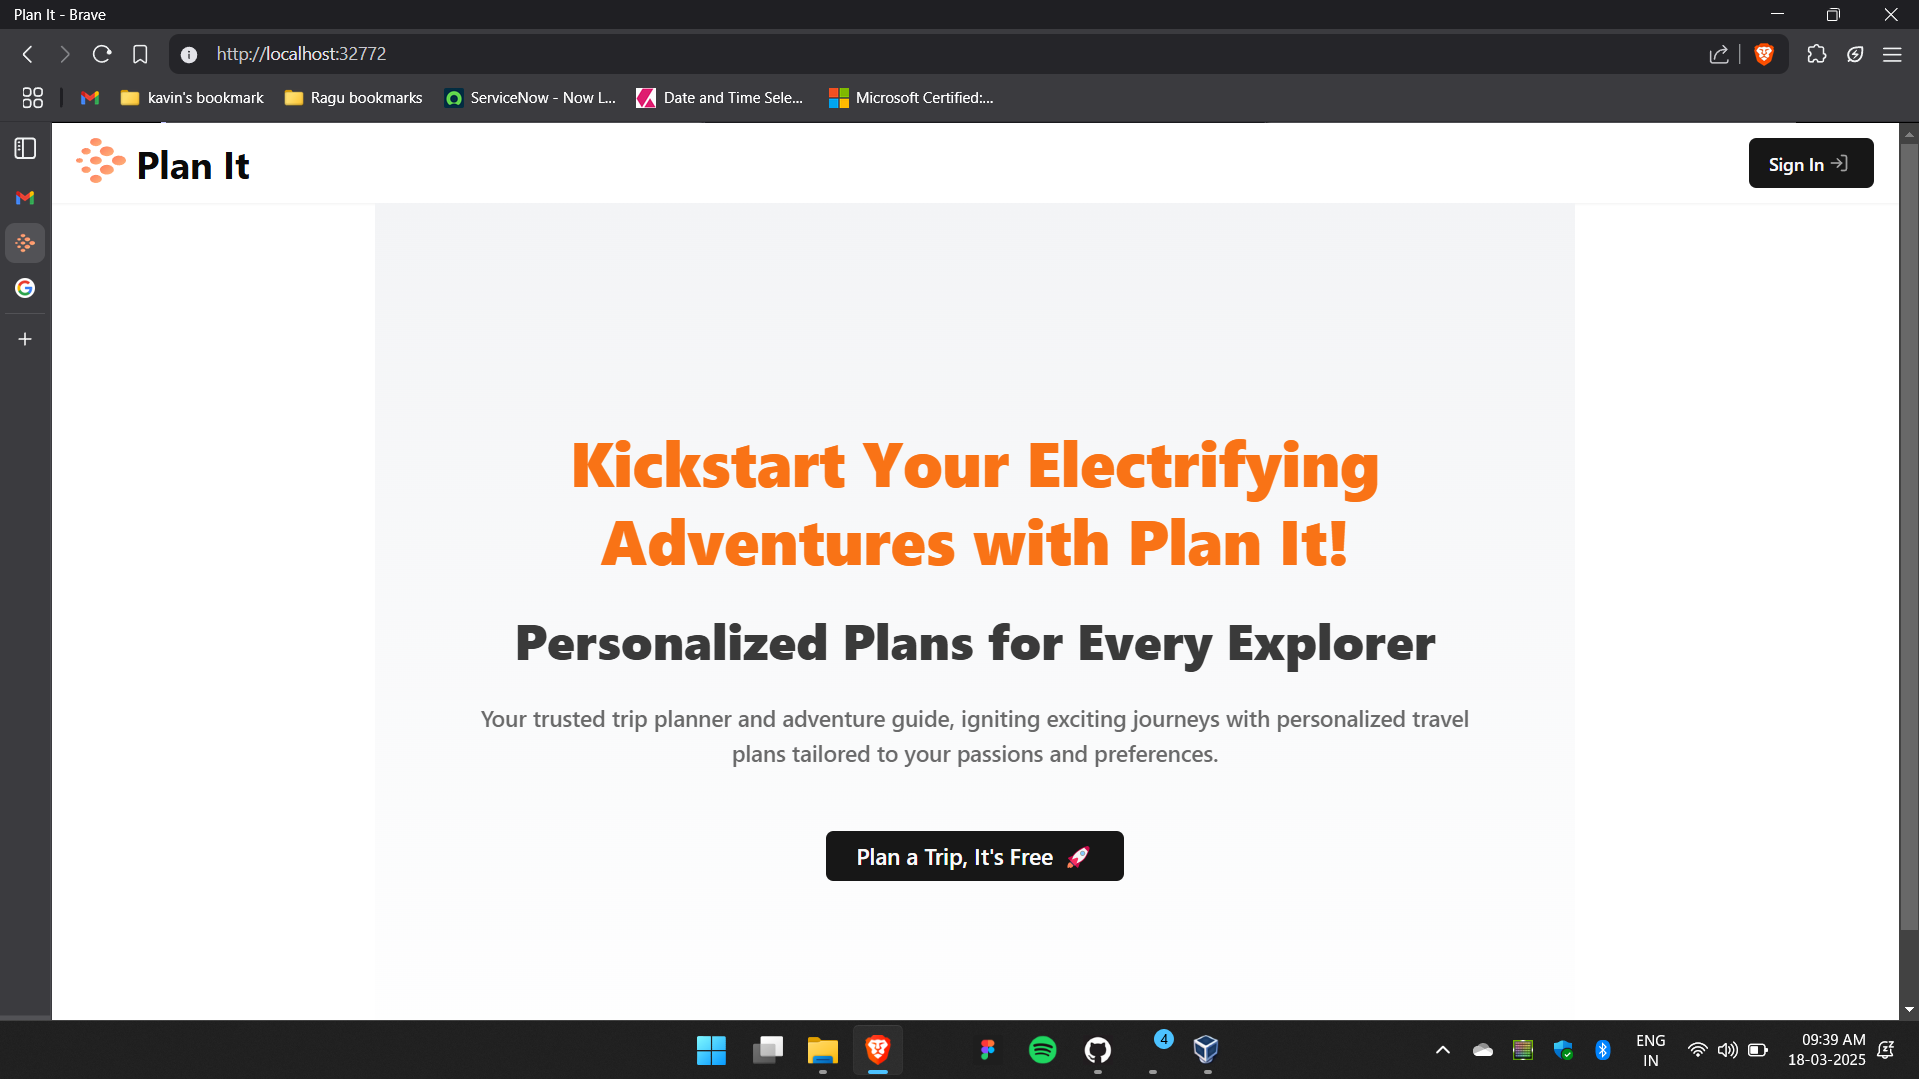 Plan It - Brave
http://localhost:32772
kavin's bookmark
Ragu bookmarks
ServiceNow - Now L...
Date and Time Sele...
Microsoft Certified:...
Plan It
Sign In
Kickstart Your Electrifying
Adventures with Plan It!
Personalized Plans for Every Explorer
Your trusted trip planner and adventure guide, igniting exciting journeys with personalized travel
plans tailored to your passions and preferences.
Plan a Trip, It's Free 🚀
4
ENG
IN
09:39 AM
18-03-2025